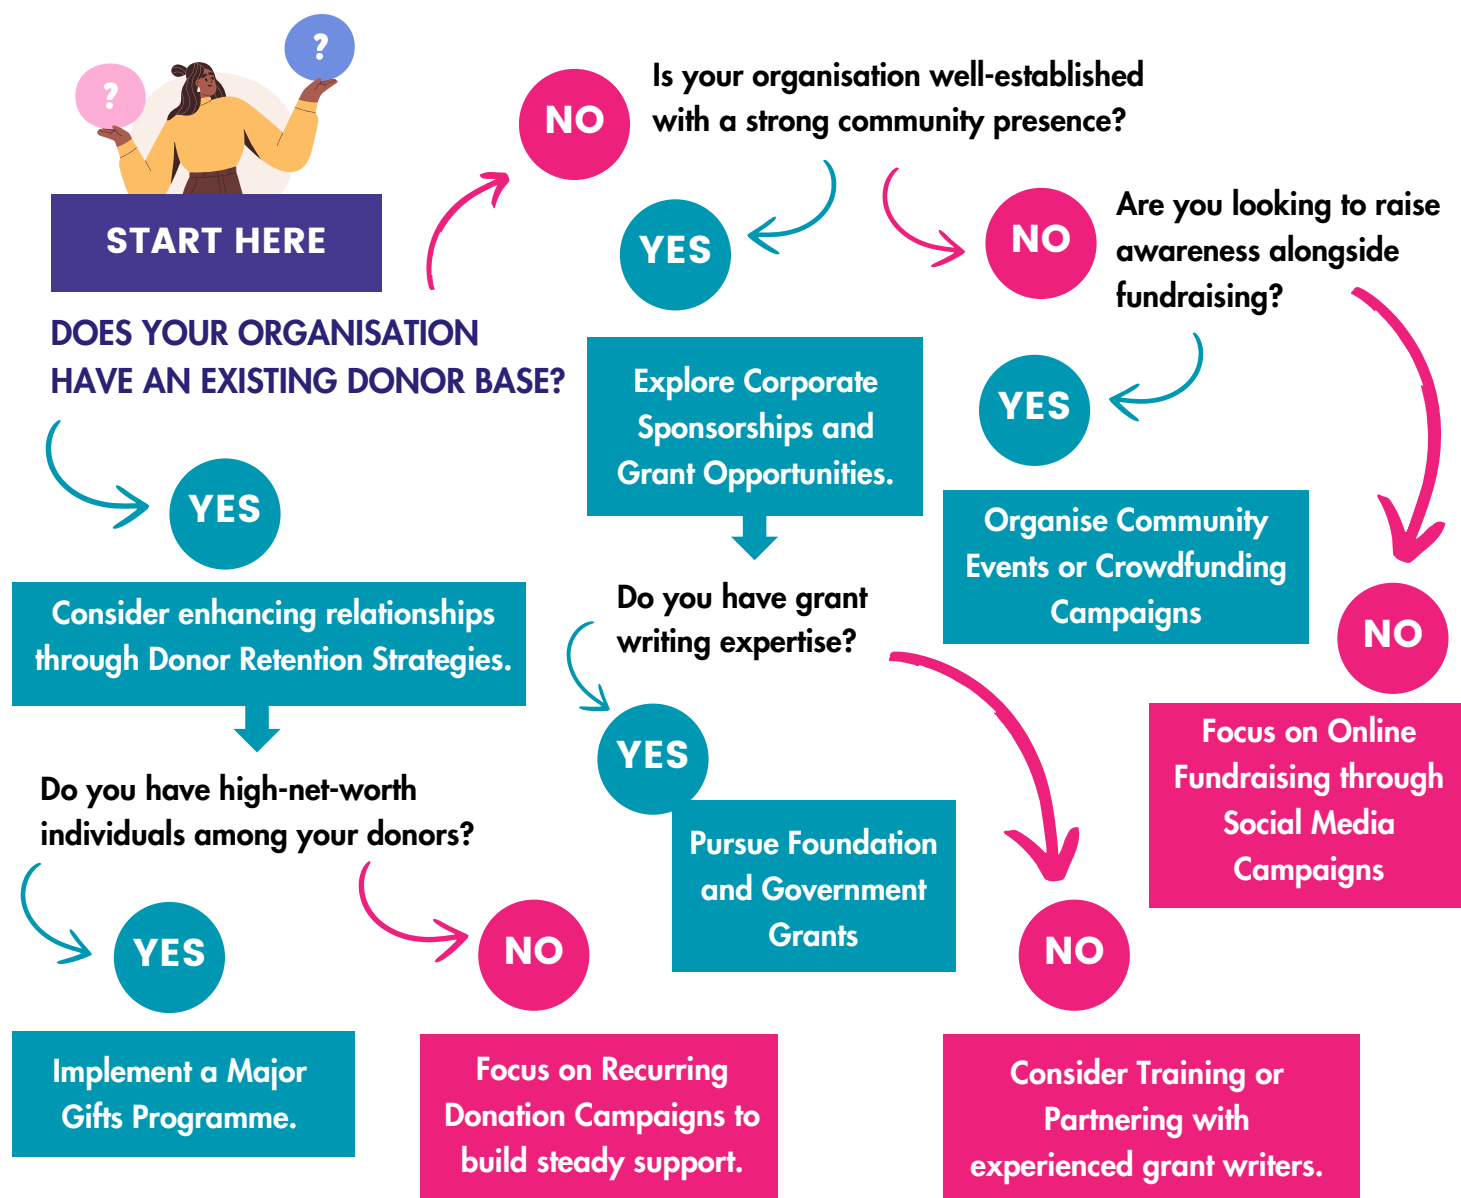 ?
?
START HERE
DOES YOUR ORGANISATION
HAVE AN EXISTING DONOR BASE?
NO
Is your organisation well-established
with a strong community presence?
YES
NO
Are you looking to raise
awareness alongside
fundraising?
Explore Corporate
Sponsorships and
Grant Opportunities.
YES
Organise Community
Events or Crowdfunding
Campaigns
NO
Focus on Online
Fundraising through
Social Media
Campaigns
Do you have grant
writing expertise?
YES
Pursue Foundation
and Government
Grants
NO
Consider Training or
Partnering with
experienced grant writers.
YES
Consider enhancing relationships
through Donor Retention Strategies.
Do you have high-net-worth
individuals among your donors?
YES
Implement a Major
Gifts Programme.
NO
Focus on Recurring
Donation Campaigns to
build steady support.